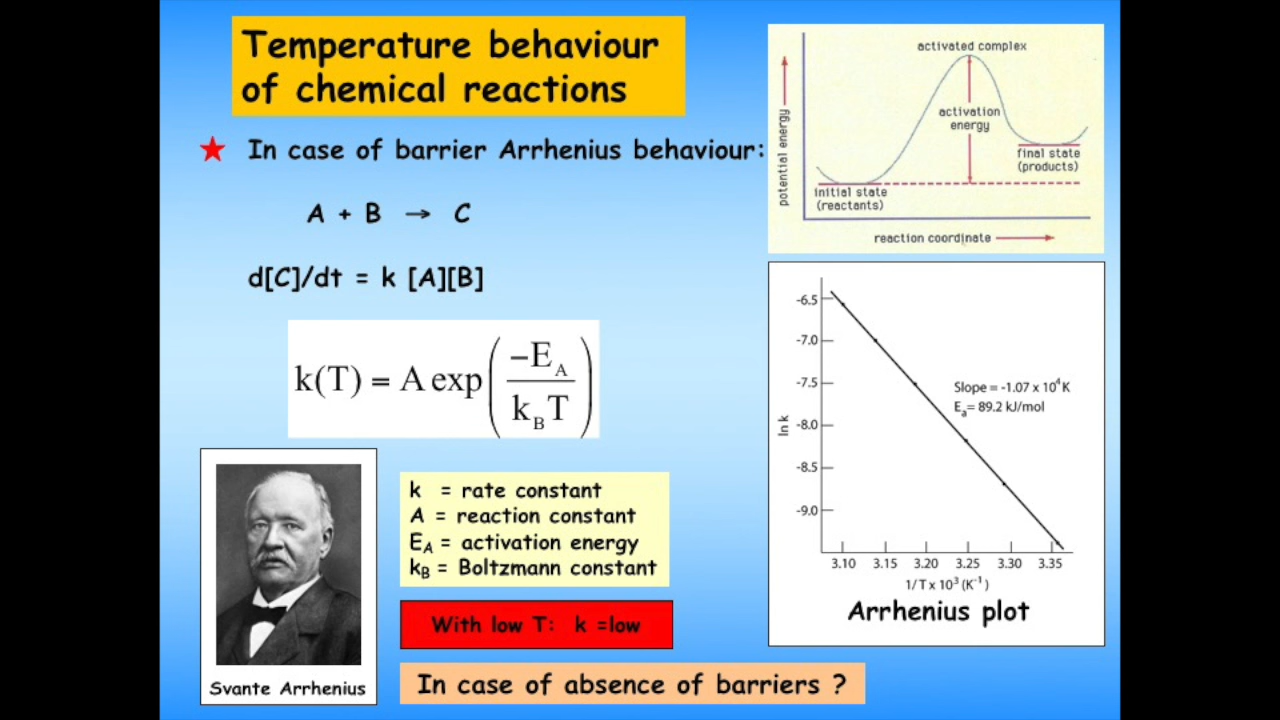 Temperature behaviour
of chemical reactions
★ In case of barrier Arrhenius behaviour:
A + B → C
d[C]/dt = k [A][B]
k(T) = A exp(−E_A / k_B T)
k = rate constant
A = reaction constant
E_A = activation energy
k_B = Boltzmann constant
With low T: k =low
In case of absence of barriers ?
Svante Arrhenius
activated complex
activation
energy
potential energy
final state
(products)
initial state
(reactants)
reaction coordinate
-6.5
-7.0
-7.5
-8.0
-8.5
-9.0
ln k
Slope = -1.07 x 10^4 K
E_a= 89.2 kJ/mol
3.10 3.15 3.20 3.25 3.30 3.35
1/T x 10^3 (K^-1)
Arrhenius plot